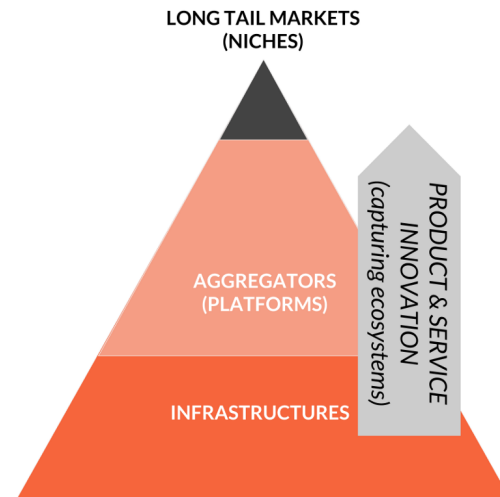 LONG TAIL MARKETS
(NICHES)
AGGREGATORS
(PLATFORMS)
INFRASTRUCTURES
PRODUCT & SERVICE
INNOVATION
(capturing ecosystems)